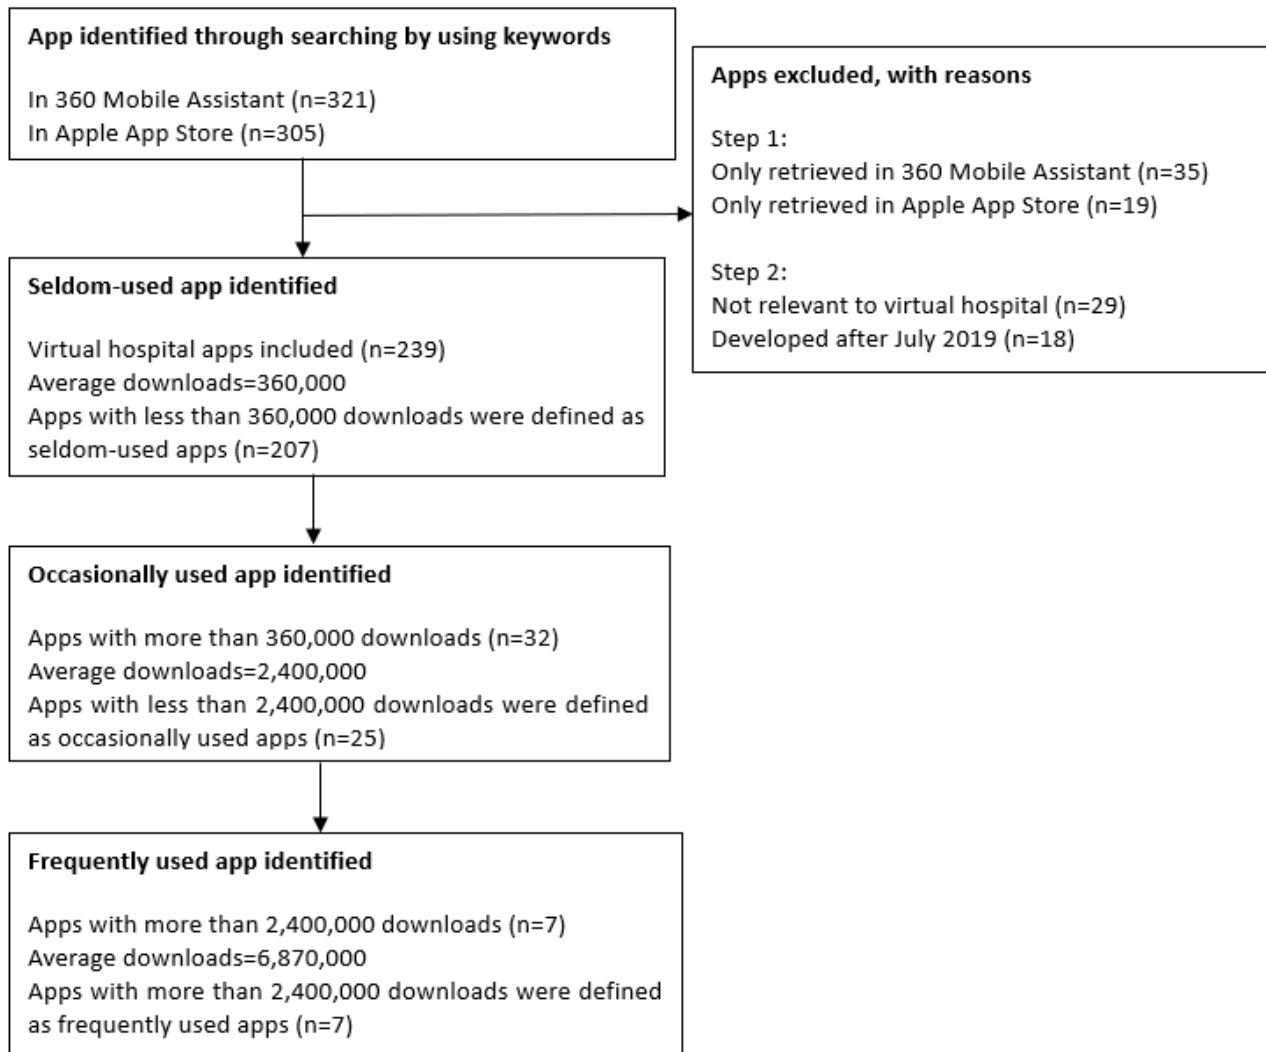 App identified through searching by using keywords
In 360 Mobile Assistant (n=321)
In Apple App Store (n=305)
Apps excluded, with reasons
Step 1:
Only retrieved in 360 Mobile Assistant (n=35)
Only retrieved in Apple App Store (n=19)
Step 2:
Not relevant to virtual hospital (n=29)
Developed after July 2019 (n=18)
Seldom-used app identified
Virtual hospital apps included (n=239)
Average downloads=360,000
Apps with less than 360,000 downloads were defined as
seldom-used apps (n=207)
Occasionally used app identified
Apps with more than 360,000 downloads (n=32)
Average downloads=2,400,000
Apps with less than 2,400,000 downloads were defined
as occasionally used apps (n=25)
Frequently used app identified
Apps with more than 2,400,000 downloads (n=7)
Average downloads=6,870,000
Apps with more than 2,400,000 downloads were defined
as frequently used apps (n=7)